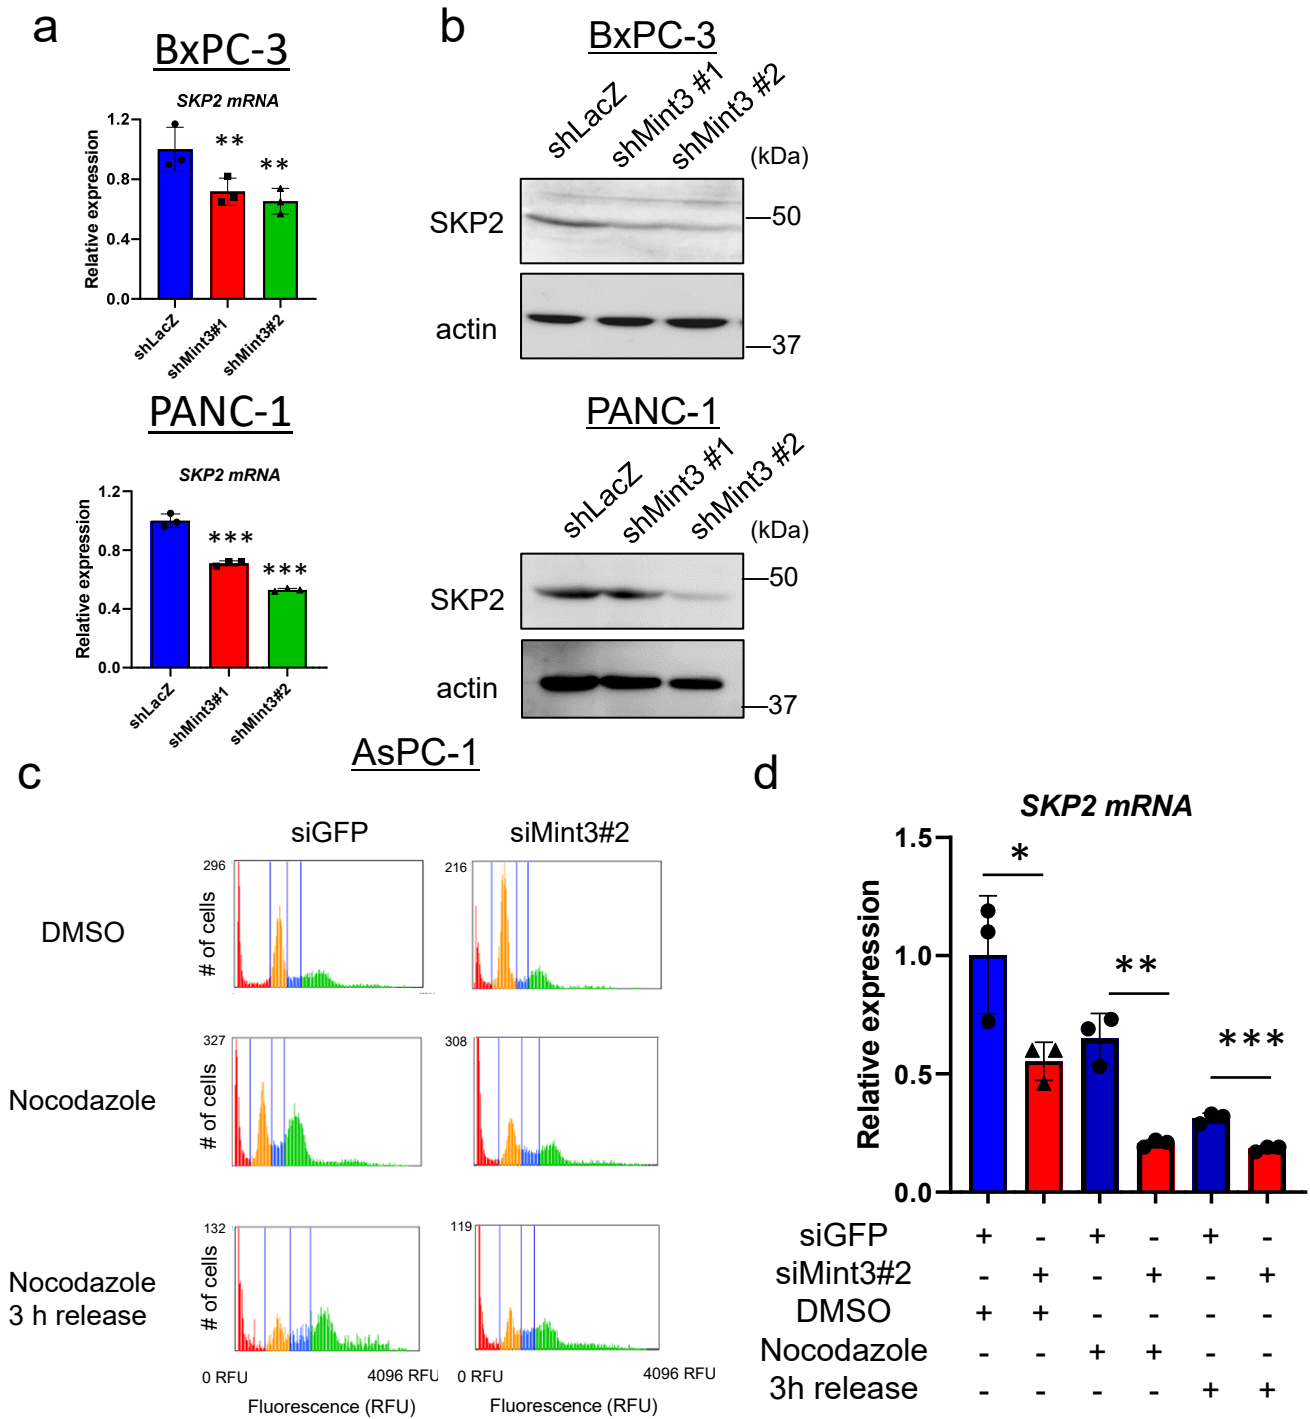 a
BxPC-3
SKP2 mRNA
Relative expression
1.2
0.8
0.4
0.0
**
**
shLacZ
shMint3#1
shMint3#2
PANC-1
SKP2 mRNA
Relative expression
1.2
0.8
0.4
0.0
***
***
shLacZ
shMint3#1
shMint3#2
b
BxPC-3
shLacZ
shMint3 #1
shMint3 #2
(kDa)
SKP2
50
actin
37
PANC-1
shLacZ
shMint3 #1
shMint3 #2
(kDa)
SKP2
50
actin
37
c
AsPC-1
siGFP
siMint3#2
DMSO
296
# of cells
216
Nocodazole
327
# of cells
308
Nocodazole
3 h release
132
# of cells
119
0 RFU
4096 RFU
0 RFU
4096 RFU
Fluorescence (RFU)
Fluorescence (RFU)
d
SKP2 mRNA
Relative expression
1.5
1.0
0.5
0.0
*
**
***
siGFP + - + - + -
siMint3#2 - + - + - +
DMSO + + - - - -
Nocodazole - - + + - -
3h release - - - - + +